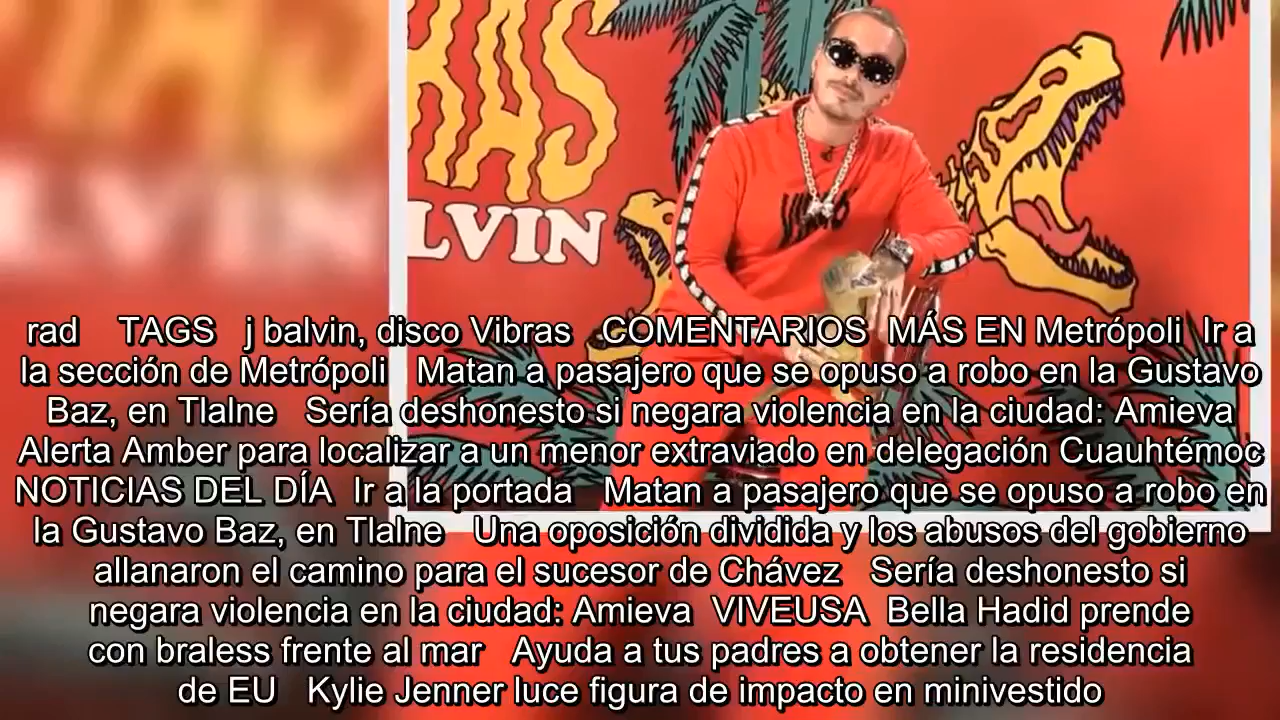 LVIN
rad TAGS j balvin, disco Vibras COMENTARIOS MÁS EN Metrópoli Ir a
la sección de Metrópoli Matan a pasajero que se opuso a robo en la Gustavo
Baz, en Tlalne Sería deshonesto si negara violencia en la ciudad: Amieva
Alerta Amber para localizar a un menor extraviado en delegación Cuauhtémoc
NOTICIAS DEL DÍA Ir a la portada Matan a pasajero que se opuso a robo en
la Gustavo Baz, en Tlalne Una oposición dividida y los abusos del gobierno
allanaron el camino para el sucesor de Chávez Sería deshonesto si
negara violencia en la ciudad: Amieva VIVEUSA Bella Hadid prende
con braless frente al mar Ayuda a tus padres a obtener la residencia
de EU Kylie Jenner luce figura de impacto en minivestido